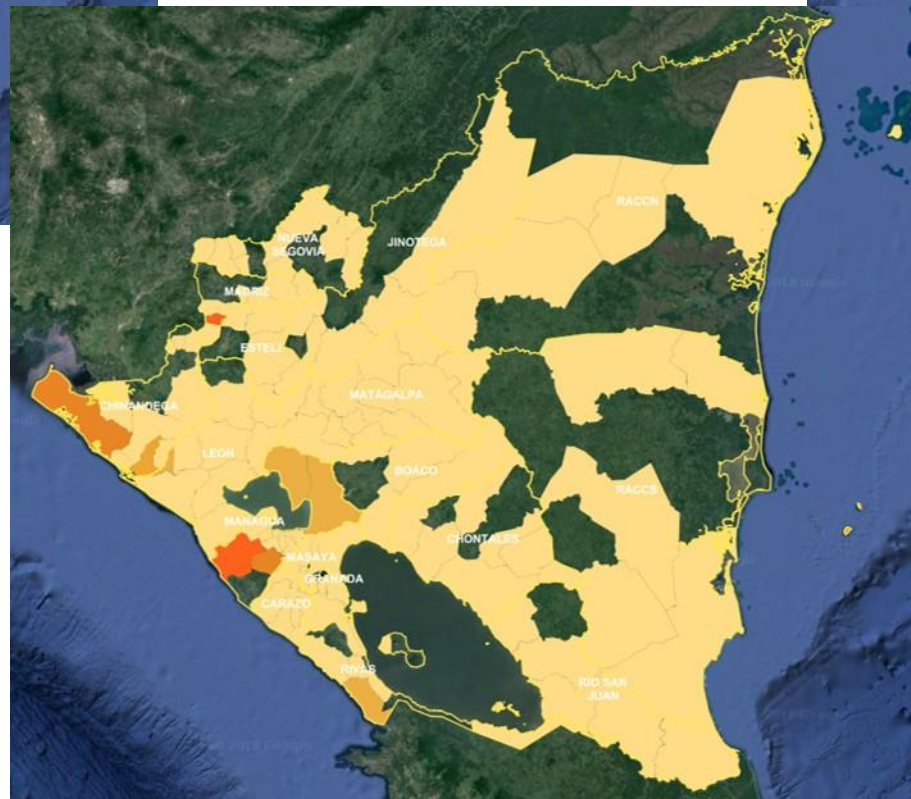 RACCN
NUEVA
SEGOVIA
JINOTEGA
MADRIZ
ESTELI
MATAGALPA
CHINANDEGA
LEON
BOACO
RACCS
MANAGUA
CHONTALES
MASAYA
GRANADA
CARAZO
RIVAS
RIO SAN
JUAN